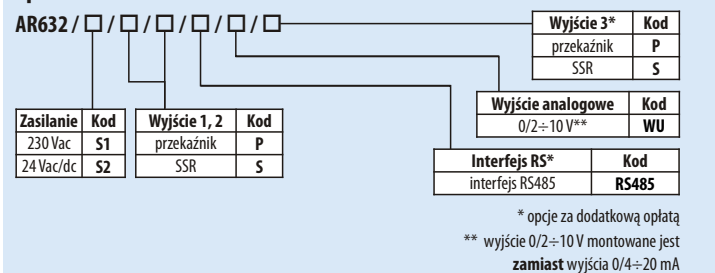 AR632 / □ / □ / □ / □ / □ / □
Wyjście 3* Kod
przekaźnik P
SSR S
Wyjście analogowe Kod
0/2÷10 V** WU
Zasilanie Kod
230 Vac S1
24 Vac/dc S2
Wyjście 1, 2 Kod
przekaźnik P
SSR S
Interfejs RS* Kod
interfejs RS485 RS485
* opcje za dodatkową opłatą
** wyjście 0/2÷10 V montowane jest
zamiast wyjścia 0/4÷20 mA